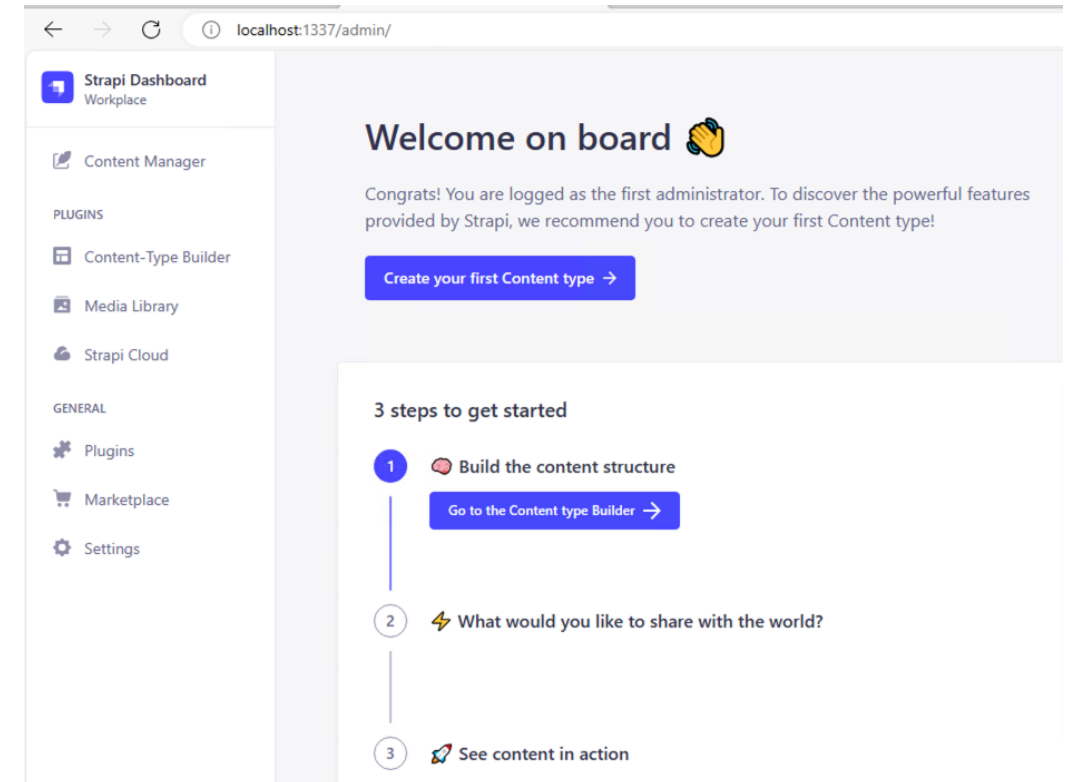 localhost:1337/admin/
Strapi Dashboard
Workplace
Content Manager
PLUGINS
Content-Type Builder
Media Library
Strapi Cloud
GENERAL
Plugins
Marketplace
Settings
Welcome on board 👋
Congrats! You are logged as the first administrator. To discover the powerful features
provided by Strapi, we recommend you to create your first Content type!
Create your first Content type →
3 steps to get started
1 🧠 Build the content structure
Go to the Content type Builder →
2 ⚡ What would you like to share with the world?
3 🚀 See content in action